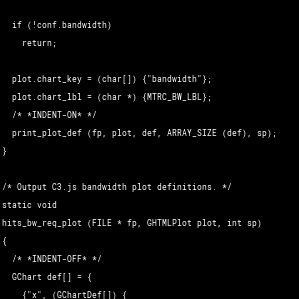 if (!conf.bandwidth)
return;
plot.chart_key = (char[]) {"bandwidth"};
plot.chart_lbl = (char *) {MTRC_BW_LBL};
/* *INDENT-ON* */
print_plot_def (fp, plot, def, ARRAY_SIZE (def), sp);
}
/* Output C3.js bandwidth plot definitions. */
static void
hits_bw_req_plot (FILE * fp, GHTMLPlot plot, int sp)
{
/* *INDENT-OFF* */
GChart def[] = {
{"x", (GChartDef[]) {